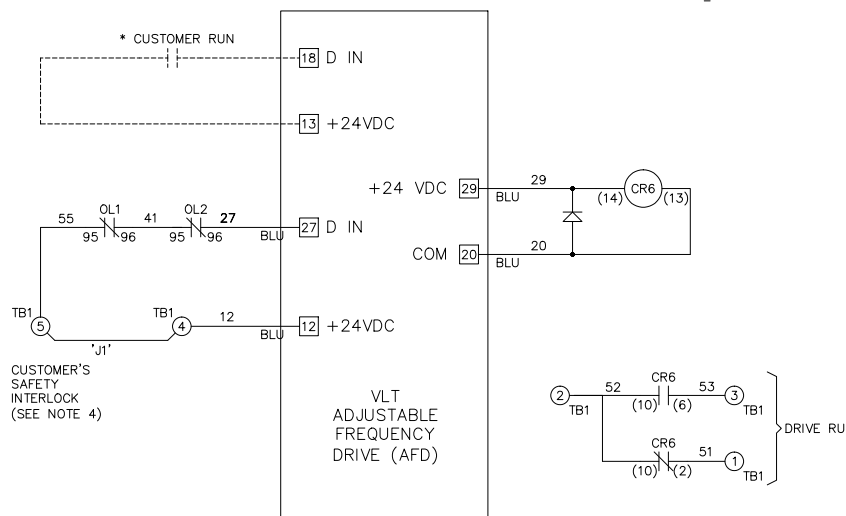 * CUSTOMER RUN
18 D IN
13 +24VDC
+24 VDC 29
BLU
29
CR6
(14) (13)
55
OL1
95 96
41
OL2
95 96
27
BLU
27 D IN
COM 20
BLU
20
TB1
5
'J1'
TB1
4
12
BLU
12 +24VDC
CUSTOMER'S
SAFETY
INTERLOCK
(SEE NOTE 4)
VLT
ADJUSTABLE
FREQUENCY
DRIVE (AFD)
2
TB1
52
CR6
(10) (6)
53
3
TB1
DRIVE RU
CR6
(10) (2)
51
1
TB1